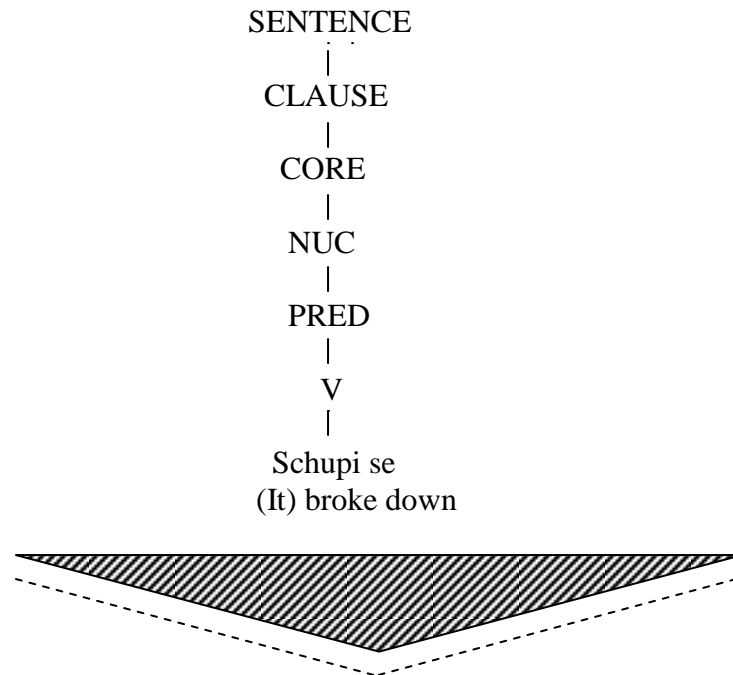 SENTENCE
CLAUSE
CORE
NUC
PRED
V
Schupi se
(It) broke down